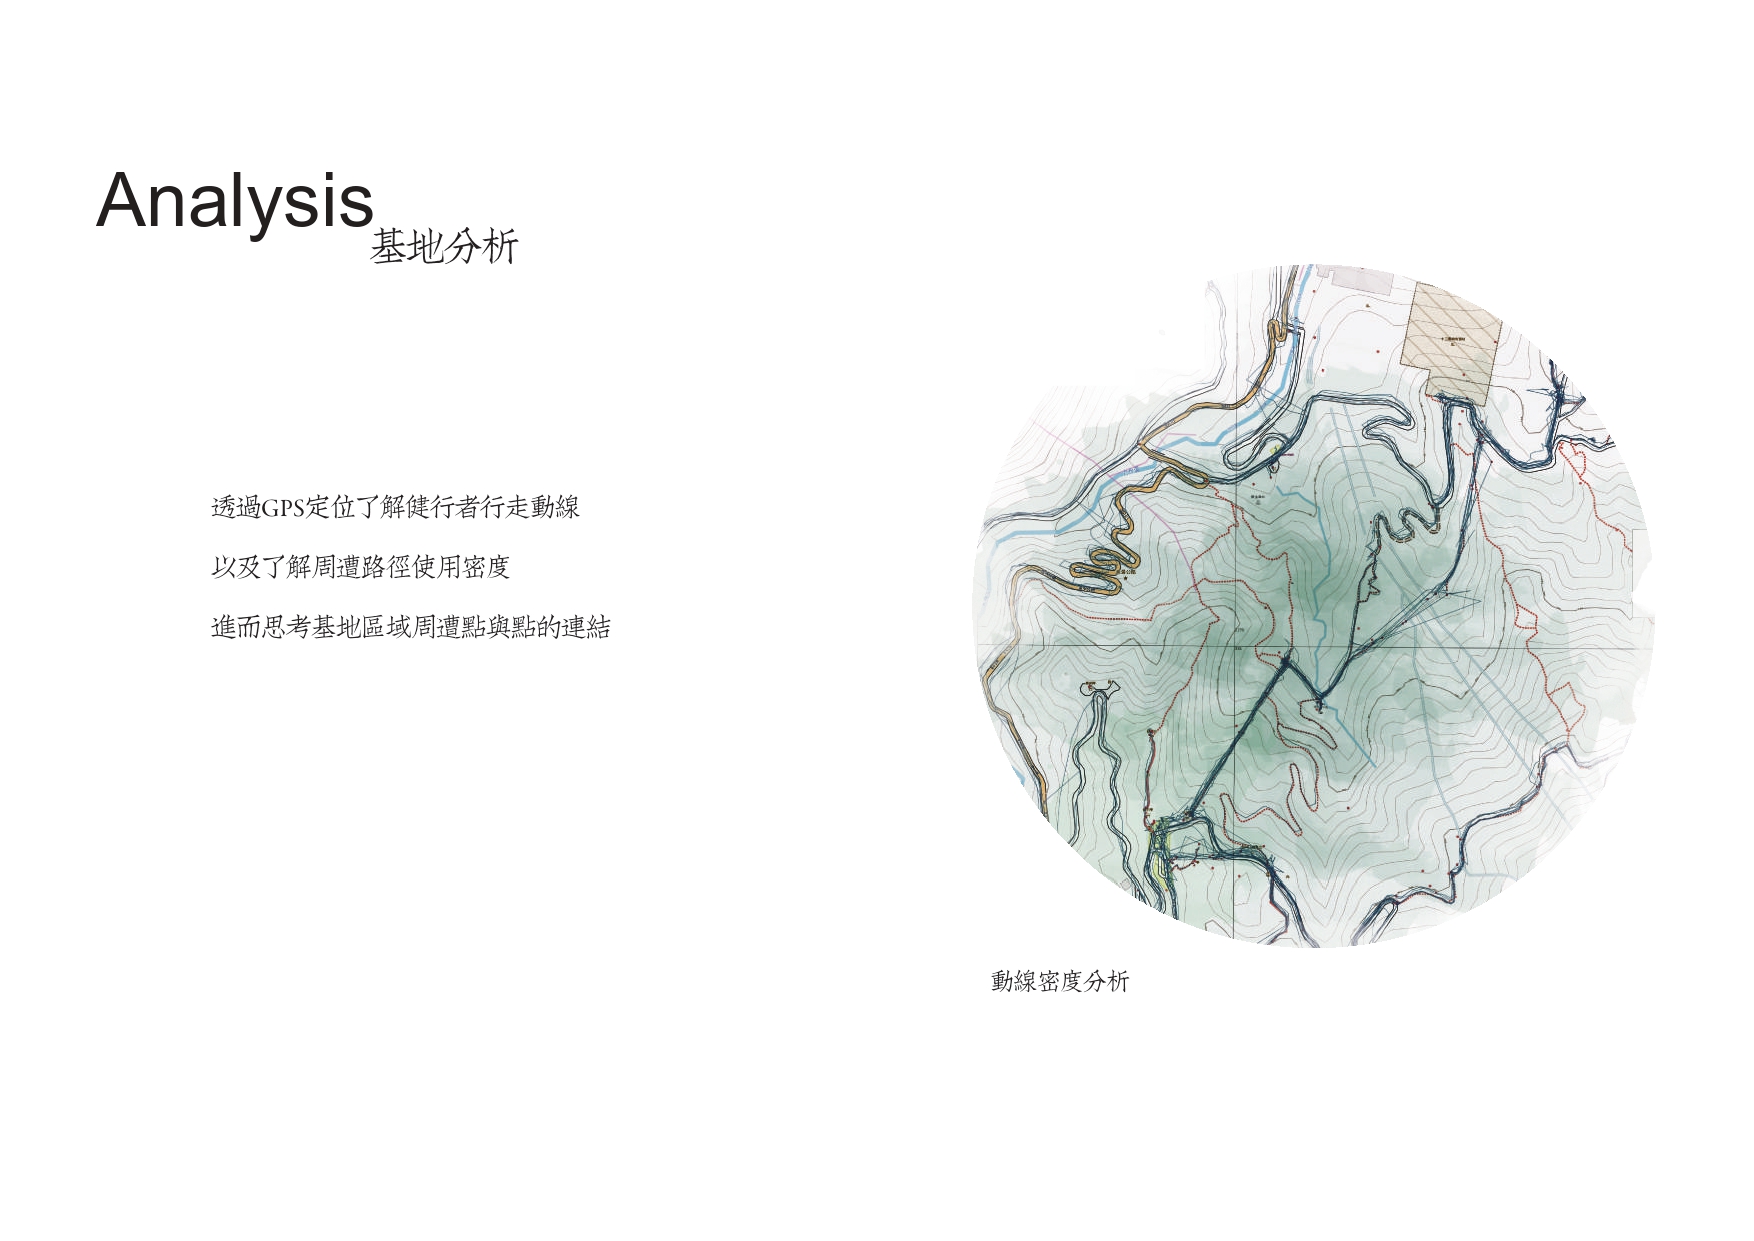 Analysis
基地分析
透過GPS定位了解健行者行走動線
以及了解周遭路徑使用密度
進而思考基地區域周遭點與點的連結
動線密度分析